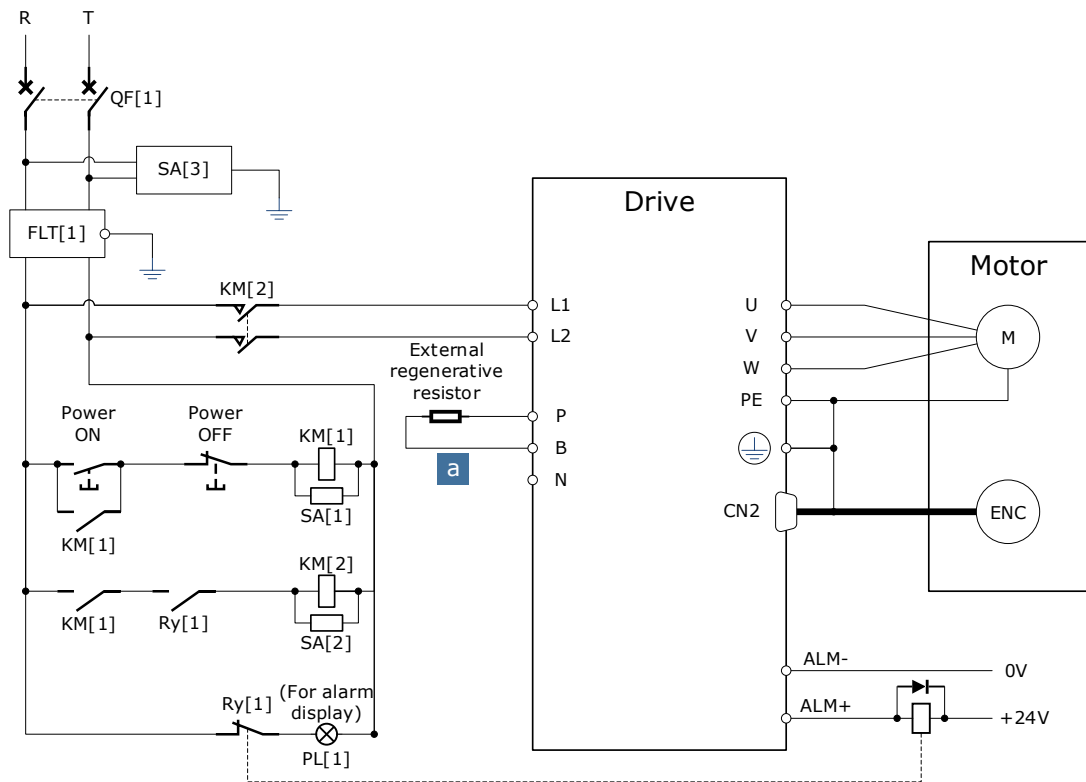 R
T
QF[1]
SA[3]
FLT[1]
Drive
Motor
KM[2]
L1
L2
U
V
W
M
External
regenerative
resistor
PE
P
B
N
a
Power
ON
Power
OFF
KM[1]
SA[1]
KM[1]
CN2
ENC
KM[2]
KM[1]
Ry[1]
SA[2]
Ry[1]
(For alarm
display)
PL[1]
ALM-
0V
ALM+
+24V